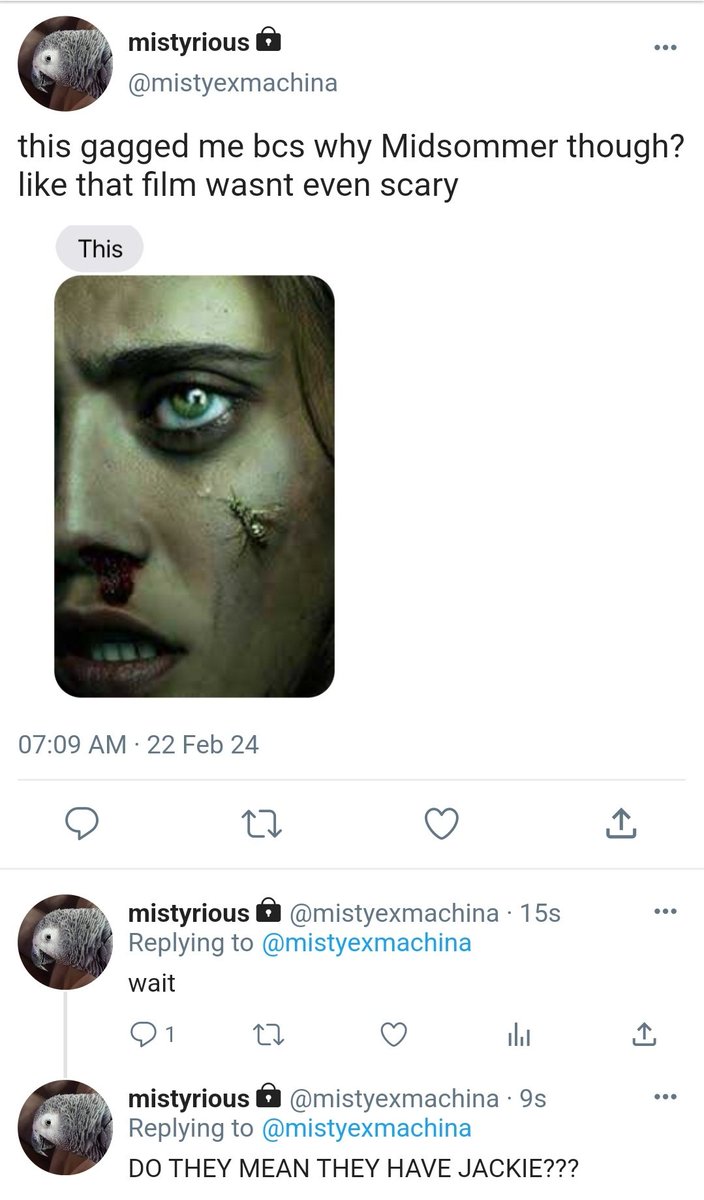 mistyrious
@mistyexmachina
this gagged me bcs why Midsommer though?
like that film wasnt even scary
This
07:09 AM · 22 Feb 24
mistyrious @mistyexmachina · 15s
Replying to @mistyexmachina
wait
1
mistyrious @mistyexmachina · 9s
Replying to @mistyexmachina
DO THEY MEAN THEY HAVE JACKIE???